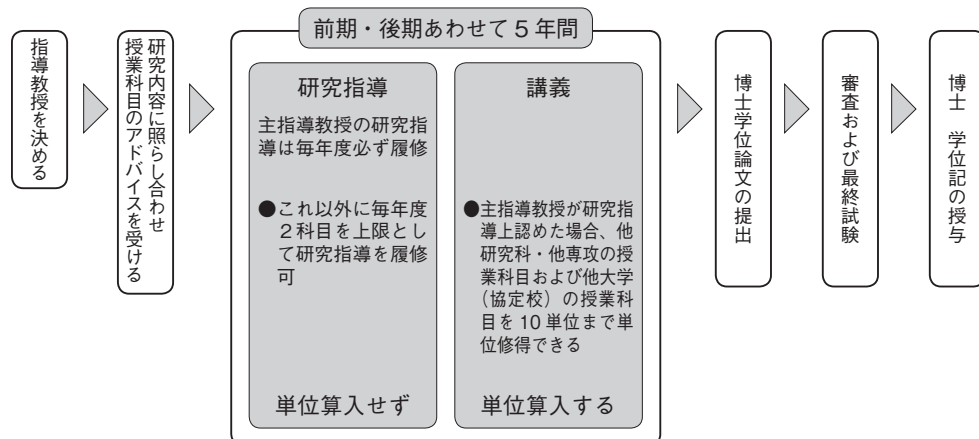 指導教授を決める
研究内容に照らし合わせ
授業科目のアドバイスを受ける
前期・後期あわせて5年間
研究指導
主指導教授の研究指
導は毎年度必ず履修
●これ以外に毎年度
2科目を上限とし
て研究指導を履修
可
単位算入せず
講義
●主指導教授が研究指
導上認めた場合、他
研究科・他専攻の授
業科目および他大学
(協定校)の授業科
目を10単位まで単
位修得できる
単位算入する
博士学位論文の提出
審査および最終試験
博士 学位記の授与